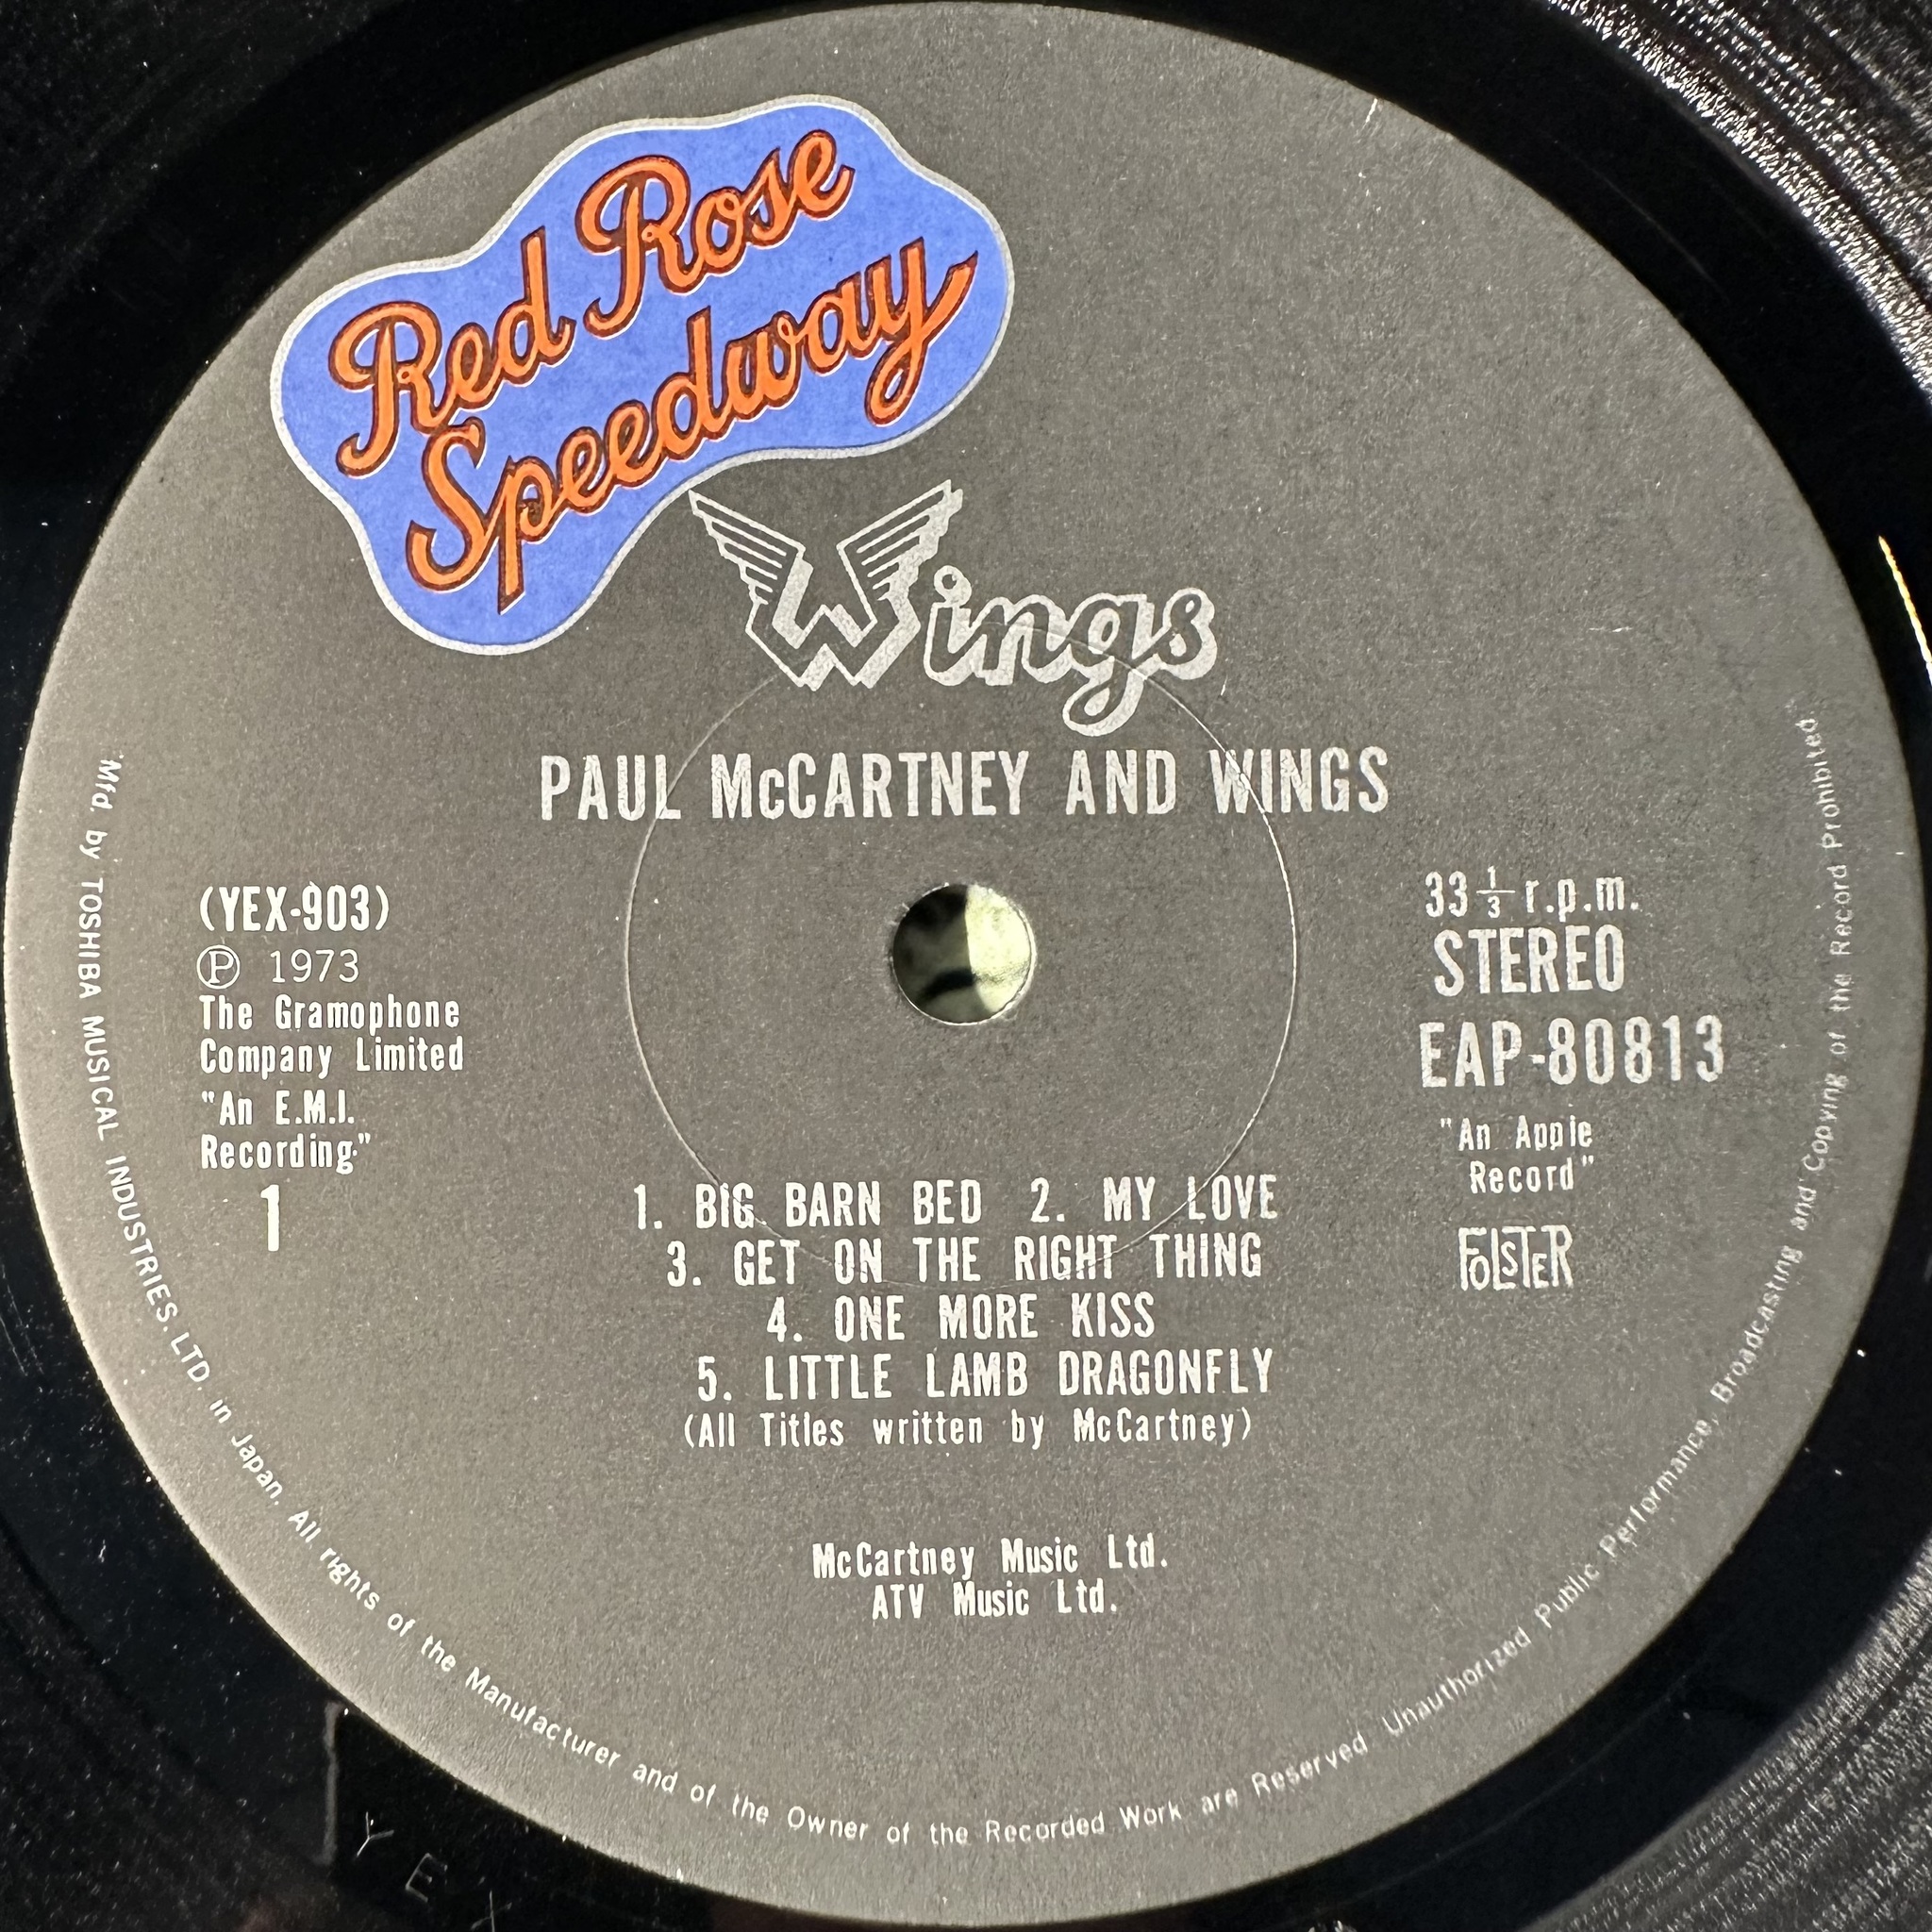 Red Rose
Speedway
Wings
PAUL McCARTNEY AND WINGS
(YEX-903)
Ⓟ 1973
The Gramophone
Company Limited
"An E.M.I.
Recording"
1
33 1/3 r.p.m.
STEREO
EAP-80813
"An Apple
Record"
FOLSTER
1. BIG BARN BED 2. MY LOVE
3. GET ON THE RIGHT THING
4. ONE MORE KISS
5. LITTLE LAMB DRAGONFLY
(All Titles written by McCartney)
McCartney Music Ltd.
ATV Music Ltd.
Mfd. by TOSHIBA MUSICAL INDUSTRIES. LTD. in Japan. All rights of the Manufacturer and of the Owner of the Recorded Work are Reserved Unauthorized Public Performance, Broadcasting and Copying of the Record Prohibited
Y E